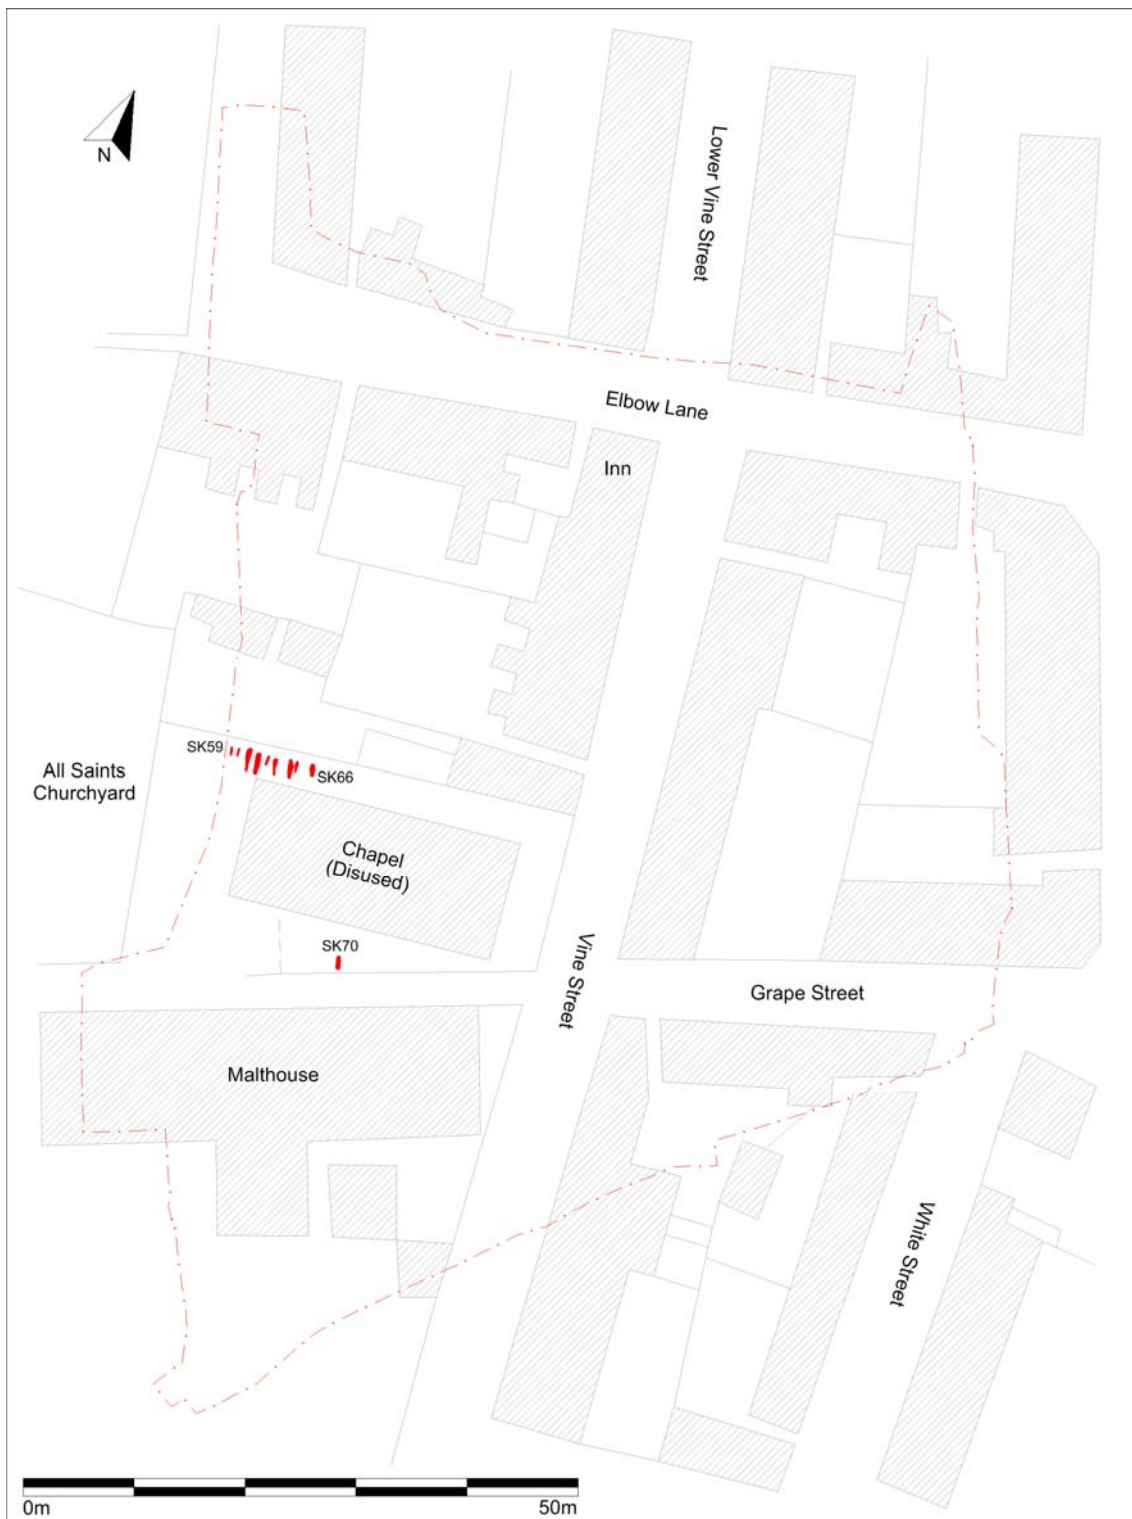 N
Lower Vine Street
Elbow Lane
Inn
SK59
SK66
All Saints
Churchyard
Chapel
(Disused)
SK70
Vine Street
Grape Street
Malthouse
White Street
0m
50m